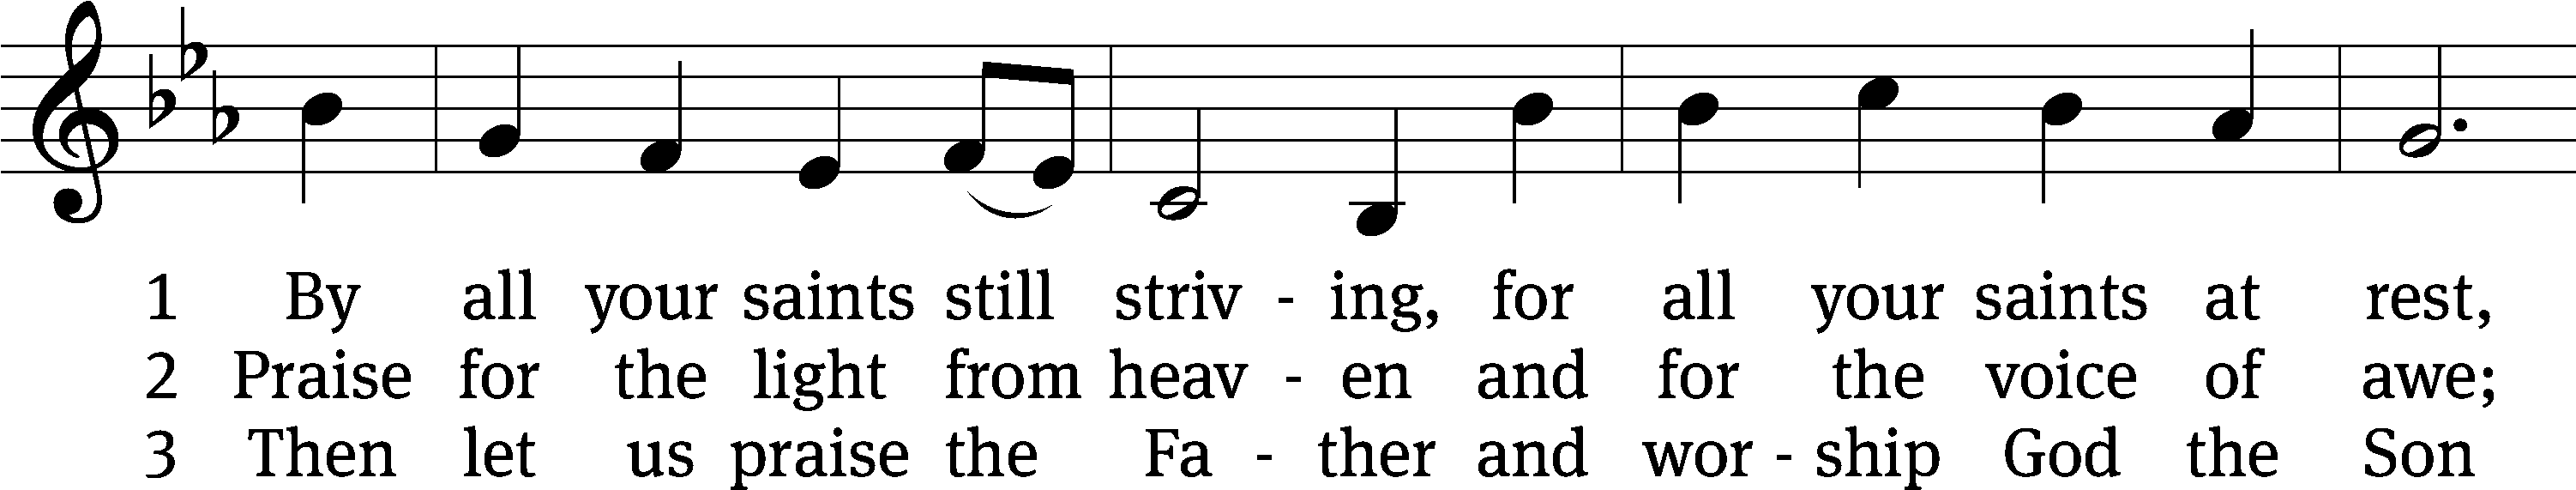 1 By all your saints still striv - ing, for all your saints at rest,
2 Praise for the light from heav - en and for the voice of awe;
3 Then let us praise the Fa - ther and wor - ship God the Son